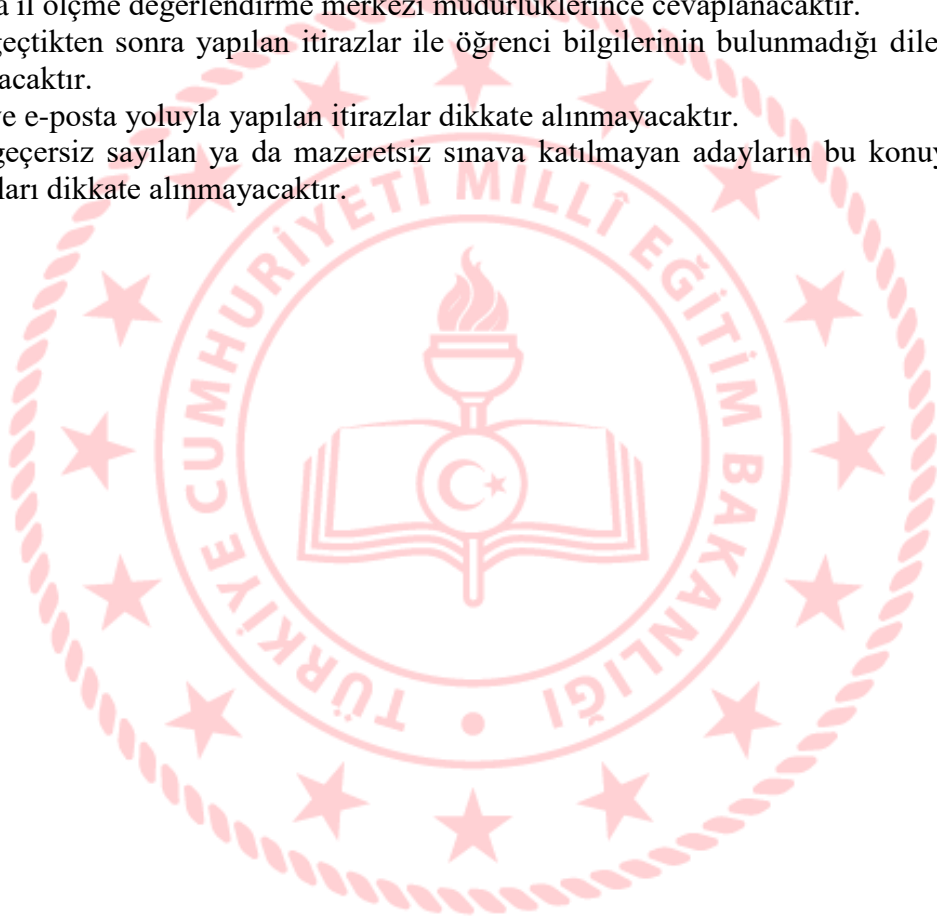 a il ölçme değerlendirme merkezi müdürlüklerince cevaplanacaktır.
geçtikten sonra yapılan itirazlar ile öğrenci bilgilerinin bulunmadığı dile
acaktır.
ve e-posta yoluyla yapılan itirazlar dikkate alınmayacaktır.
geçersiz sayılan ya da mazeretsiz sınava katılmayan adayların bu konuy
ları dikkate alınmayacaktır.
TÜRKİYE CUMHURİYETİ MİLLÎ EĞİTİM BAKANLIĞI